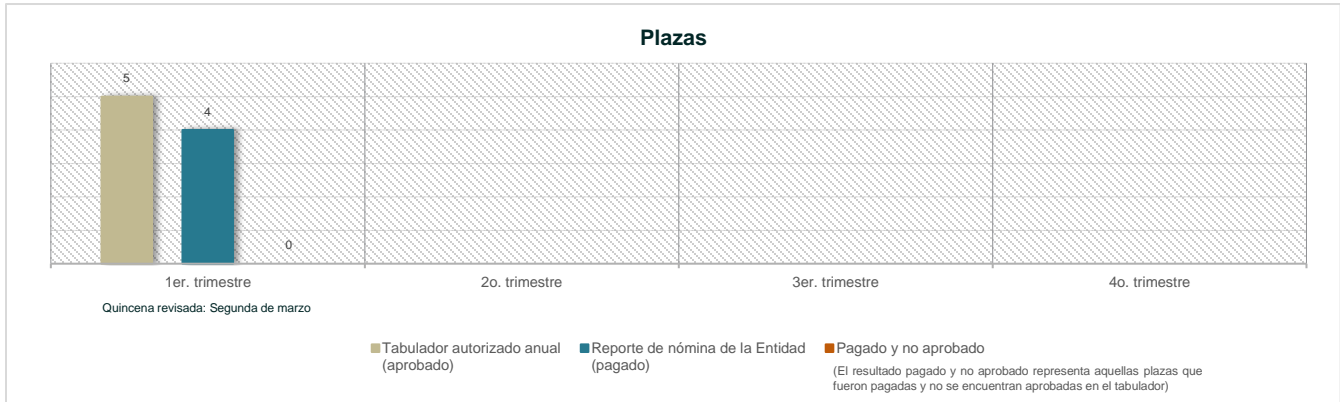 Plazas
5
4
0
1er. trimestre
2o. trimestre
3er. trimestre
4o. trimestre
Quincena revisada: Segunda de marzo
Tabulador autorizado anual
(aprobado)
Reporte de nómina de la Entidad
(pagado)
Pagado y no aprobado
(El resultado pagado y no aprobado representa aquellas plazas que
fueron pagadas y no se encuentran aprobadas en el tabulador)